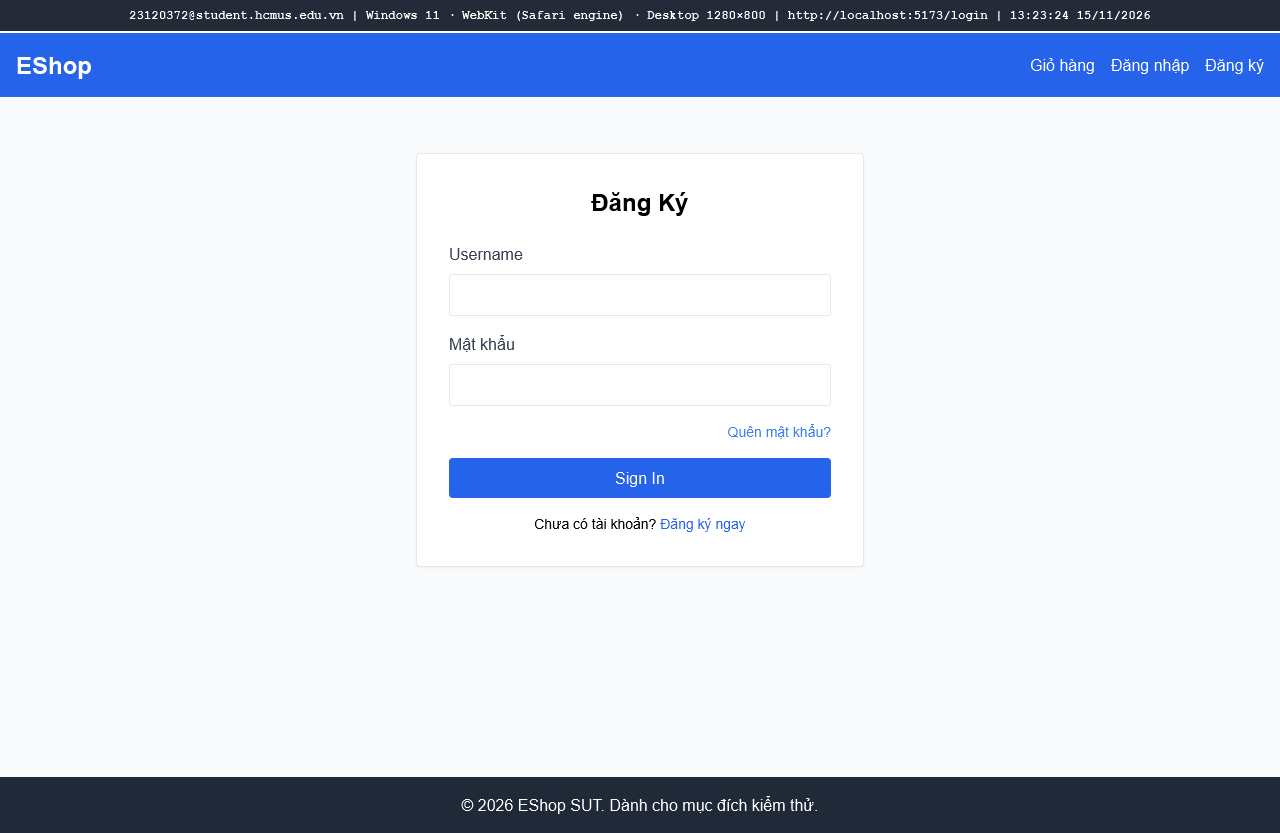 23120372@student.hcmus.edu.vn | Windows 11 · WebKit (Safari engine) · Desktop 1280×800 | http://localhost:5173/login | 13:23:24 15/11/2026
EShop Giỏ hàng Đăng nhập Đăng ký
Đăng Ký
Username
Mật khẩu
Quên mật khẩu?
Sign In
Chưa có tài khoản? Đăng ký ngay
© 2026 EShop SUT. Dành cho mục đích kiểm thử.